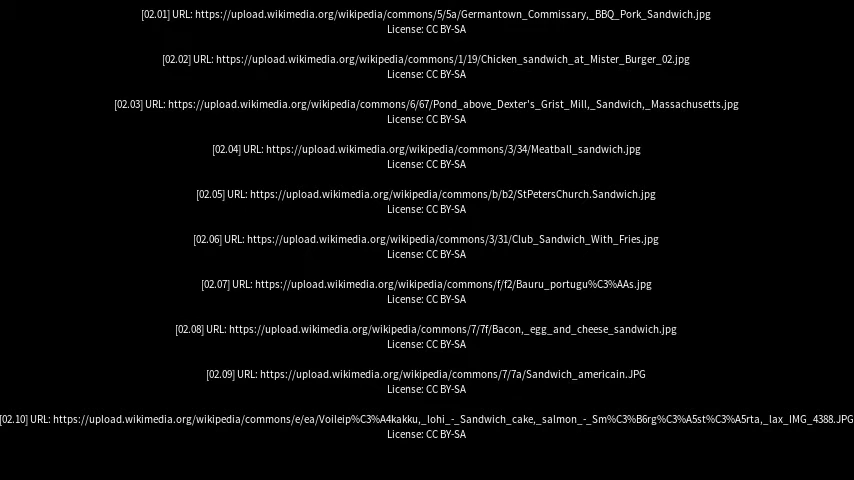 [02.01] URL: https://upload.wikimedia.org/wikipedia/commons/5/5a/Germantown_Commissary,_BBQ_Pork_Sandwich.jpg
License: CC BY-SA
[02.02] URL: https://upload.wikimedia.org/wikipedia/commons/1/19/Chicken_sandwich_at_Mister_Burger_02.jpg
License: CC BY-SA
[02.03] URL: https://upload.wikimedia.org/wikipedia/commons/6/67/Pond_above_Dexter's_Grist_Mill,_Sandwich,_Massachusetts.jpg
License: CC BY-SA
[02.04] URL: https://upload.wikimedia.org/wikipedia/commons/3/34/Meatball_sandwich.jpg
License: CC BY-SA
[02.05] URL: https://upload.wikimedia.org/wikipedia/commons/b/b2/StPetersChurch.Sandwich.jpg
License: CC BY-SA
[02.06] URL: https://upload.wikimedia.org/wikipedia/commons/3/31/Club_Sandwich_With_Fries.jpg
License: CC BY-SA
[02.07] URL: https://upload.wikimedia.org/wikipedia/commons/f/f2/Bauru_portugu%C3%AAs.jpg
License: CC BY-SA
[02.08] URL: https://upload.wikimedia.org/wikipedia/commons/7/7f/Bacon,_egg_and_cheese_sandwich.jpg
License: CC BY-SA
[02.09] URL: https://upload.wikimedia.org/wikipedia/commons/7/7a/Sandwich_americain.JPG
License: CC BY-SA
[02.10] URL: https://upload.wikimedia.org/wikipedia/commons/e/ea/Voileip%C3%A4kakku,_lohi_-_Sandwich_cake,_salmon_-_Sm%C3%B6rg%C3%A5st%C3%A5rta,_lax_IMG_4388.JPG
License: CC BY-SA